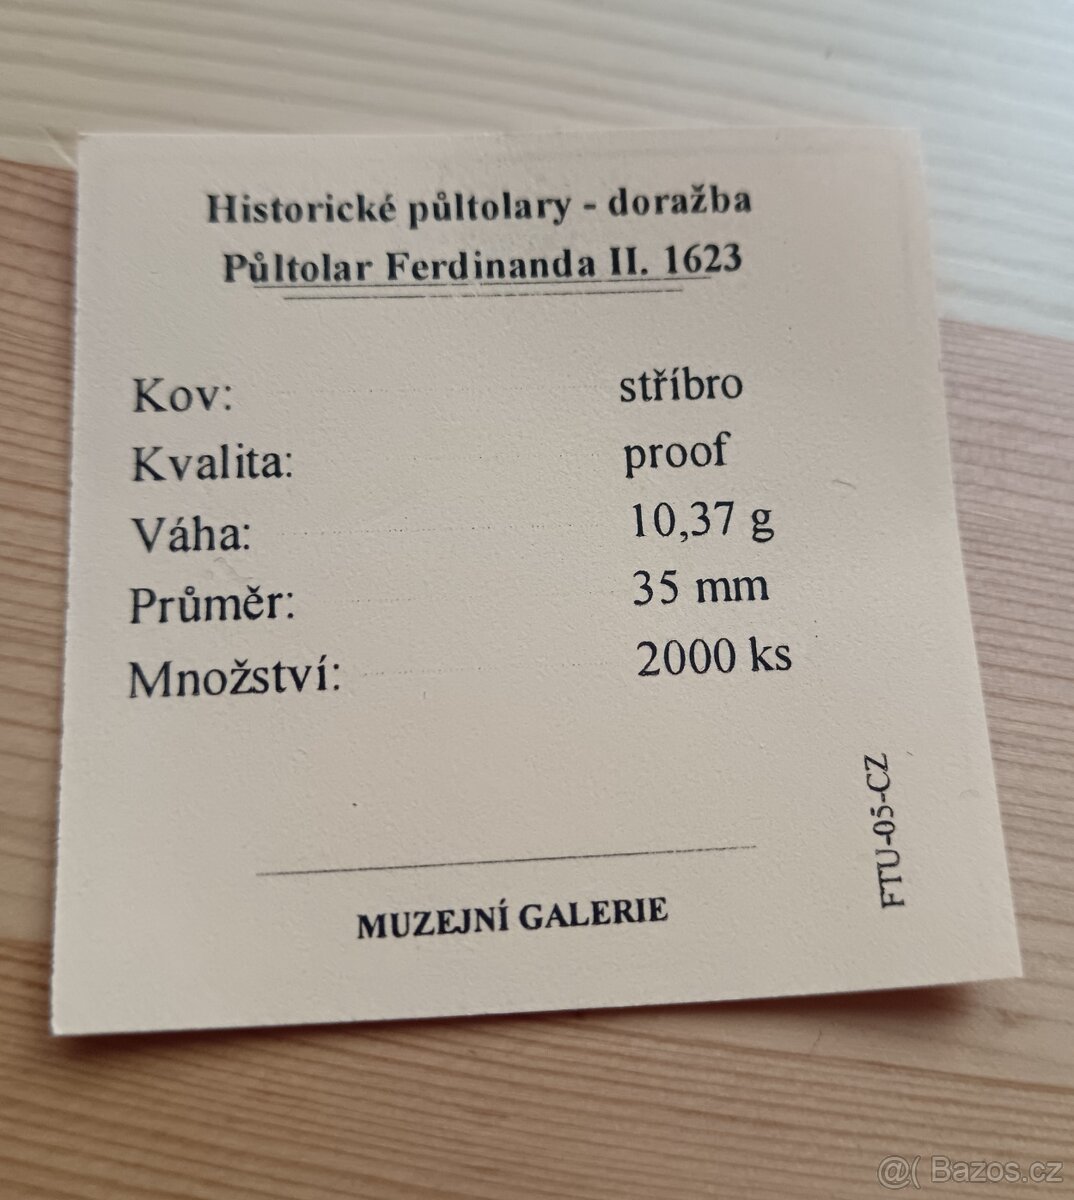 Historické půltolary - doražba
Půltolar Ferdinanda II. 1623
Kov: stříbro
Kvalita: proof
Váha: 10,37 g
Průměr: 35 mm
Množství: 2000 ks
FTU-05-CZ
MUZEJNÍ GALERIE
@( Bazos.cz